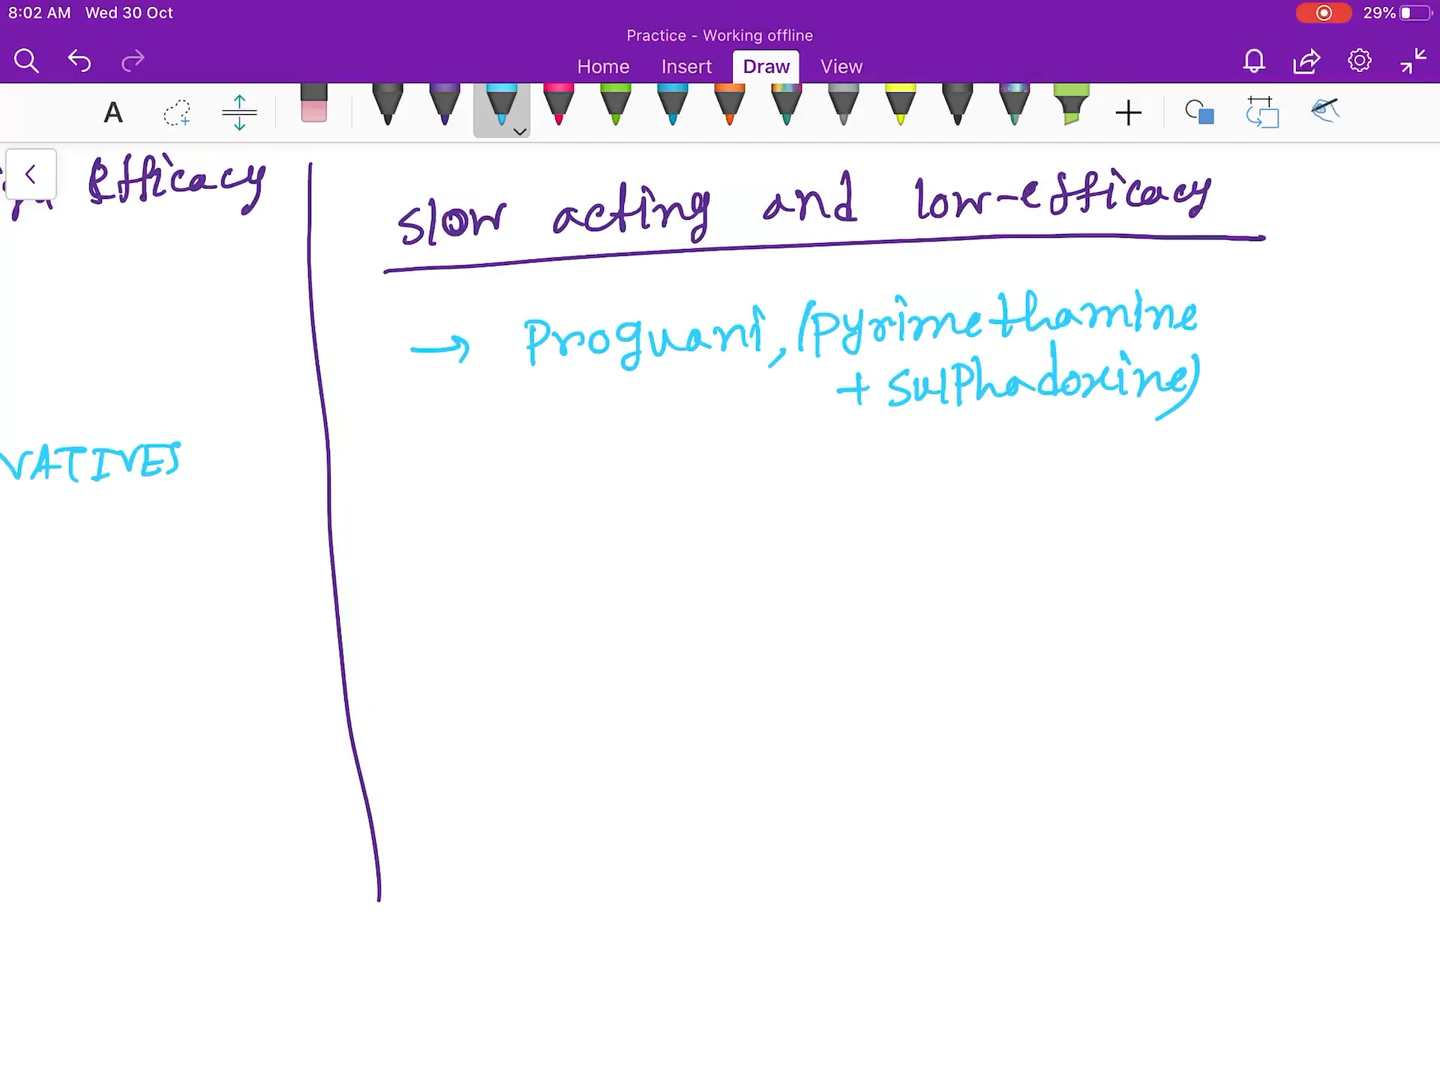 8:02 AM Wed 30 Oct
29%
Practice - Working offline
Home Insert Draw View
A
Efficacy
slow acting and low-efficacy
→ Proguani, (pyrimethamine
+ sulphadoxine)
VATIVES